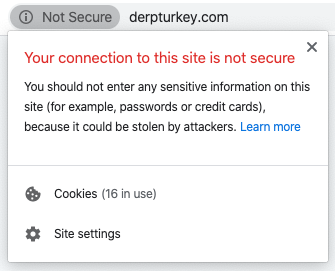 Not Secure derpturkey.com
Your connection to this site is not secure
You should not enter any sensitive information on this
site (for example, passwords or credit cards),
because it could be stolen by attackers. Learn more
Cookies (16 in use)
Site settings